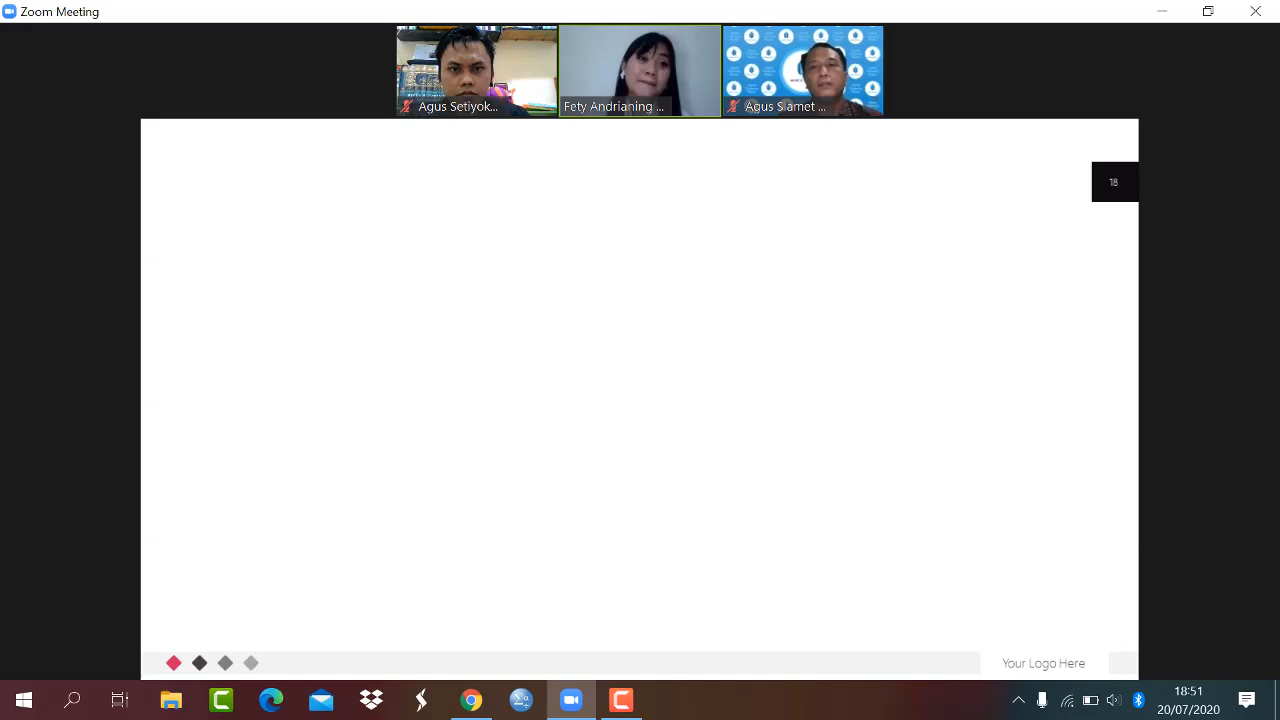 Zoom Meeting
Agus Setiyok...
Fety Andrianing ...
Agus Slamet ...
18
Your Logo Here
18:51
20/07/2020